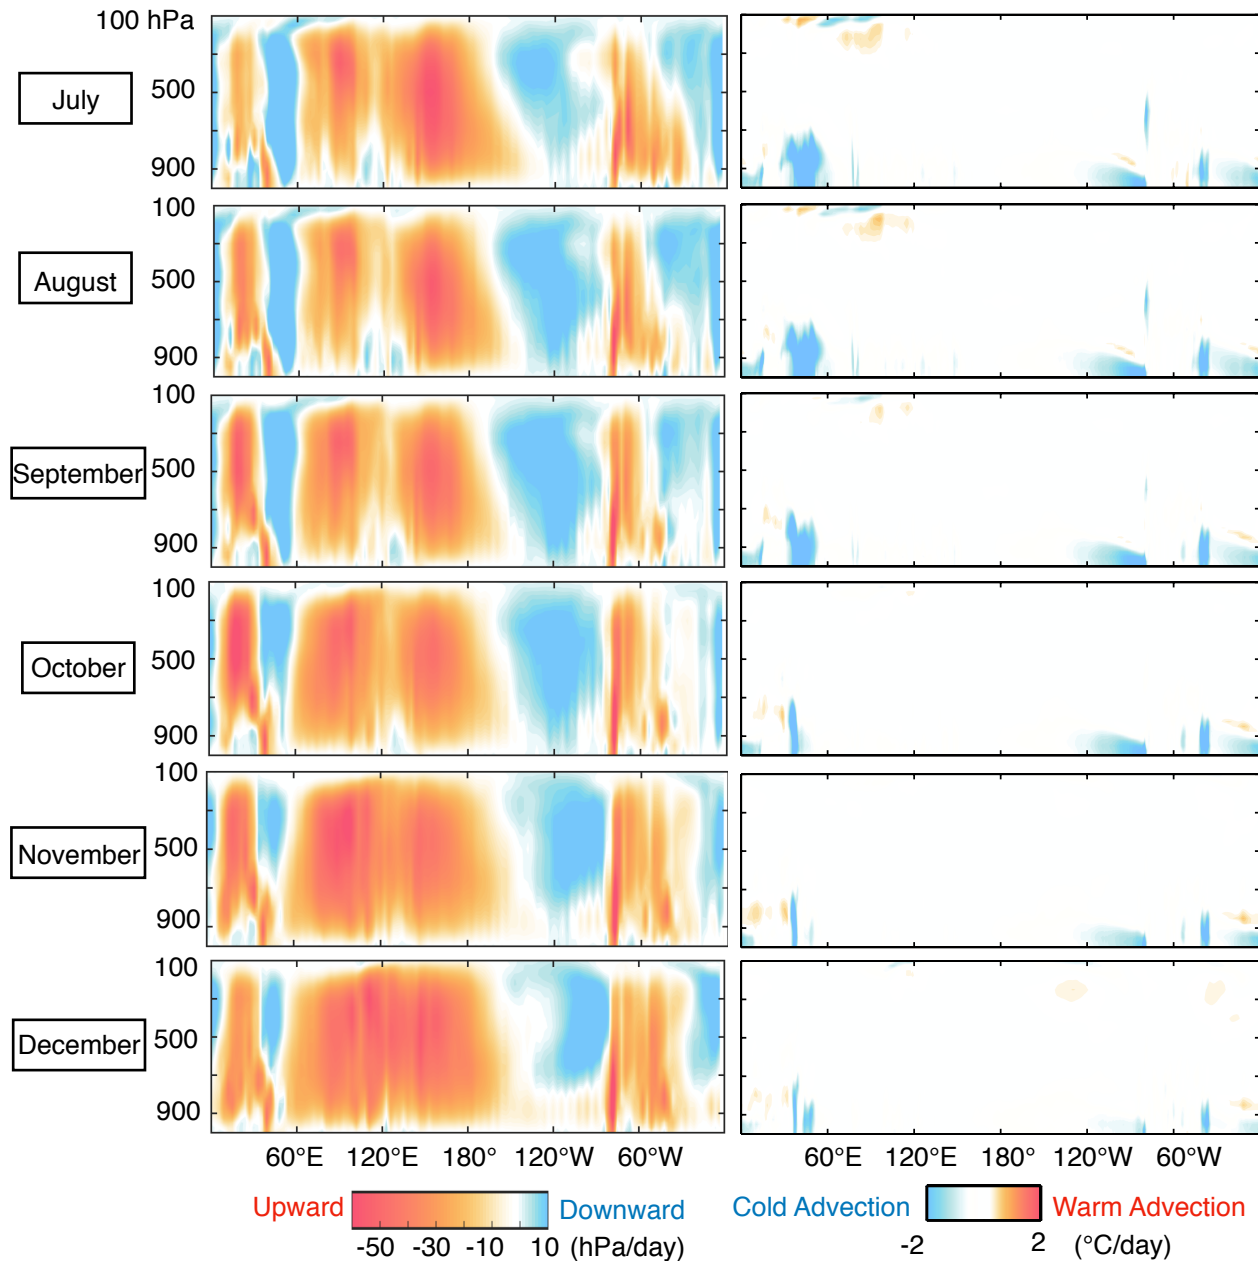 100 hPa
July
500
900
100
August
500
900
100
September
500
900
100
October
500
900
100
November
500
900
100
December
500
900
60°E 120°E 180° 120°W 60°W 60°E 120°E 180° 120°W 60°W
Upward Downward Cold Advection Warm Advection
-50 -30 -10 10 (hPa/day) -2 2 (°C/day)